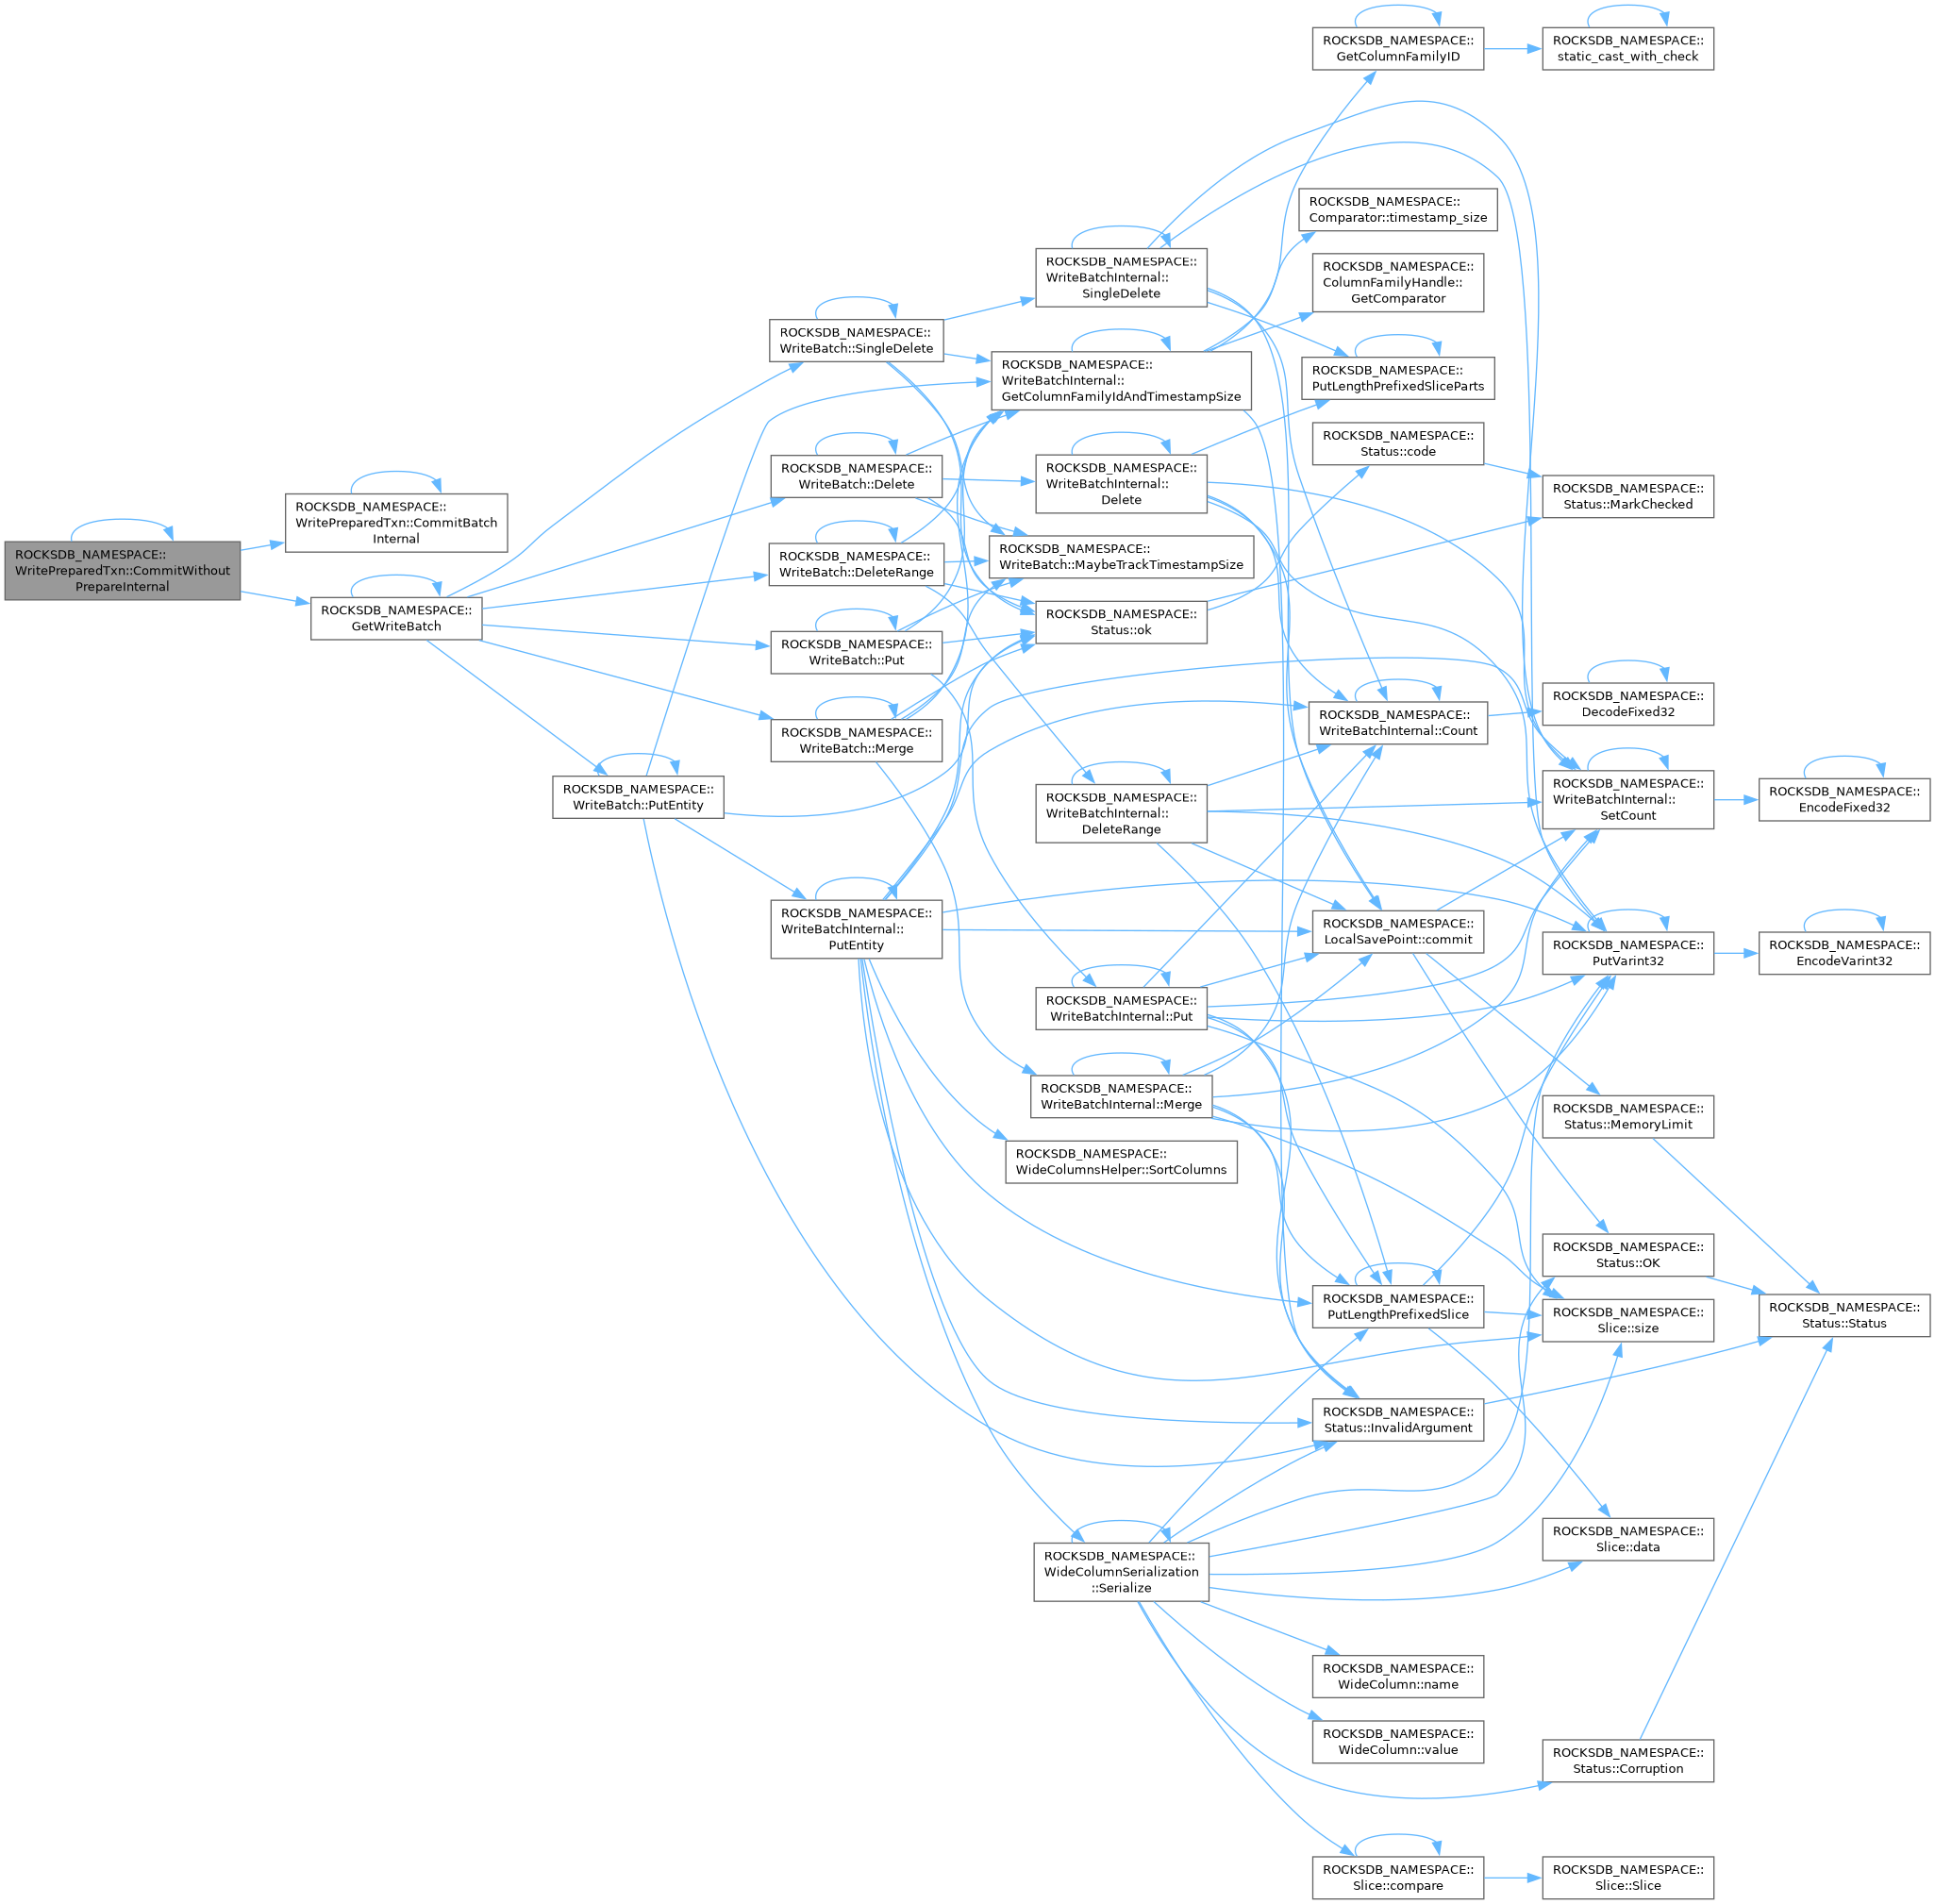 ROCKSDB_NAMESPACE::
WritePreparedTxn::CommitWithout
PrepareInternal
ROCKSDB_NAMESPACE::
WritePreparedTxn::CommitBatch
Internal
ROCKSDB_NAMESPACE::
GetWriteBatch
ROCKSDB_NAMESPACE::
WriteBatch::PutEntity
ROCKSDB_NAMESPACE::
WriteBatch::SingleDelete
ROCKSDB_NAMESPACE::
WriteBatch::Delete
ROCKSDB_NAMESPACE::
WriteBatch::DeleteRange
ROCKSDB_NAMESPACE::
WriteBatch::Put
ROCKSDB_NAMESPACE::
WriteBatch::Merge
ROCKSDB_NAMESPACE::
WriteBatchInternal::
PutEntity
ROCKSDB_NAMESPACE::
WriteBatchInternal::
SingleDelete
ROCKSDB_NAMESPACE::
WriteBatchInternal::
GetColumnFamilyIdAndTimestampSize
ROCKSDB_NAMESPACE::
WriteBatchInternal::
Delete
ROCKSDB_NAMESPACE::
WriteBatch::MaybeTrackTimestampSize
ROCKSDB_NAMESPACE::
Status::ok
ROCKSDB_NAMESPACE::
WriteBatchInternal::
DeleteRange
ROCKSDB_NAMESPACE::
WriteBatchInternal::Put
ROCKSDB_NAMESPACE::
WriteBatchInternal::Merge
ROCKSDB_NAMESPACE::
WideColumnsHelper::SortColumns
ROCKSDB_NAMESPACE::
WideColumnSerialization
::Serialize
ROCKSDB_NAMESPACE::
GetColumnFamilyID
ROCKSDB_NAMESPACE::
Comparator::timestamp_size
ROCKSDB_NAMESPACE::
ColumnFamilyHandle::
GetComparator
ROCKSDB_NAMESPACE::
PutLengthPrefixedSliceParts
ROCKSDB_NAMESPACE::
Status::code
ROCKSDB_NAMESPACE::
WriteBatchInternal::Count
ROCKSDB_NAMESPACE::
LocalSavePoint::commit
ROCKSDB_NAMESPACE::
PutLengthPrefixedSlice
ROCKSDB_NAMESPACE::
Status::InvalidArgument
ROCKSDB_NAMESPACE::
WideColumn::name
ROCKSDB_NAMESPACE::
WideColumn::value
ROCKSDB_NAMESPACE::
Slice::compare
ROCKSDB_NAMESPACE::
static_cast_with_check
ROCKSDB_NAMESPACE::
Status::MarkChecked
ROCKSDB_NAMESPACE::
DecodeFixed32
ROCKSDB_NAMESPACE::
WriteBatchInternal::
SetCount
ROCKSDB_NAMESPACE::
PutVarint32
ROCKSDB_NAMESPACE::
Status::MemoryLimit
ROCKSDB_NAMESPACE::
Status::OK
ROCKSDB_NAMESPACE::
Slice::size
ROCKSDB_NAMESPACE::
Slice::data
ROCKSDB_NAMESPACE::
Status::Corruption
ROCKSDB_NAMESPACE::
Slice::Slice
ROCKSDB_NAMESPACE::
EncodeFixed32
ROCKSDB_NAMESPACE::
EncodeVarint32
ROCKSDB_NAMESPACE::
Status::Status